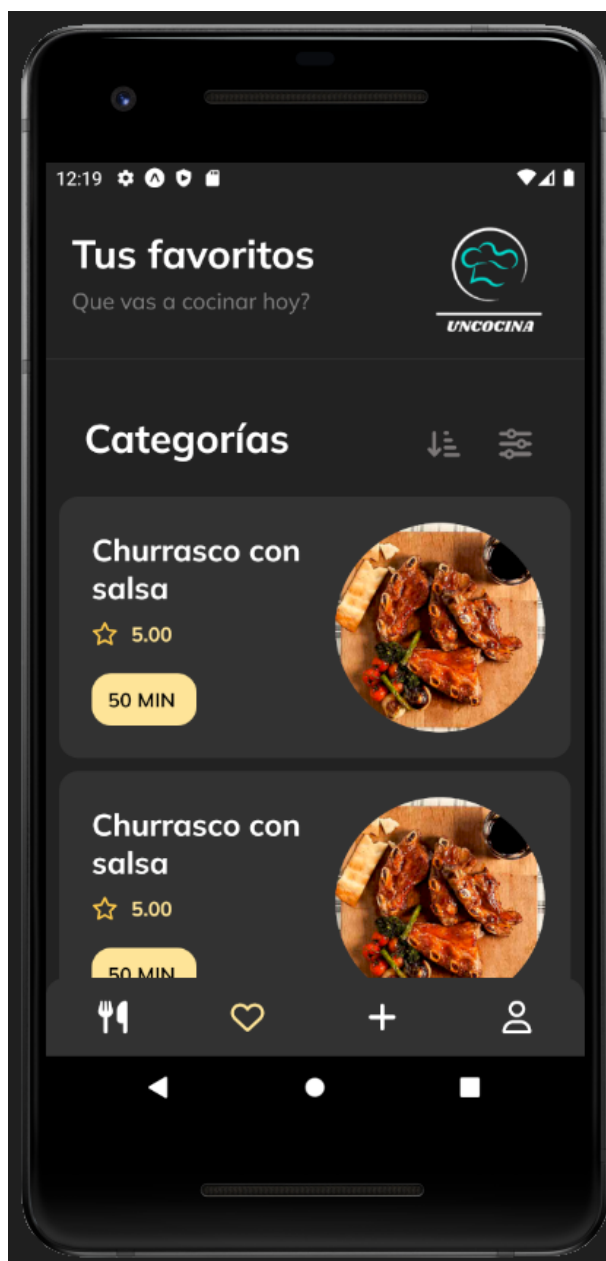 12:19
Tus favoritos
Que vas a cocinar hoy?
UNCOCINA
Categorías
Churrasco con
salsa
5.00
50 MIN
Churrasco con
salsa
5.00
50 MIN